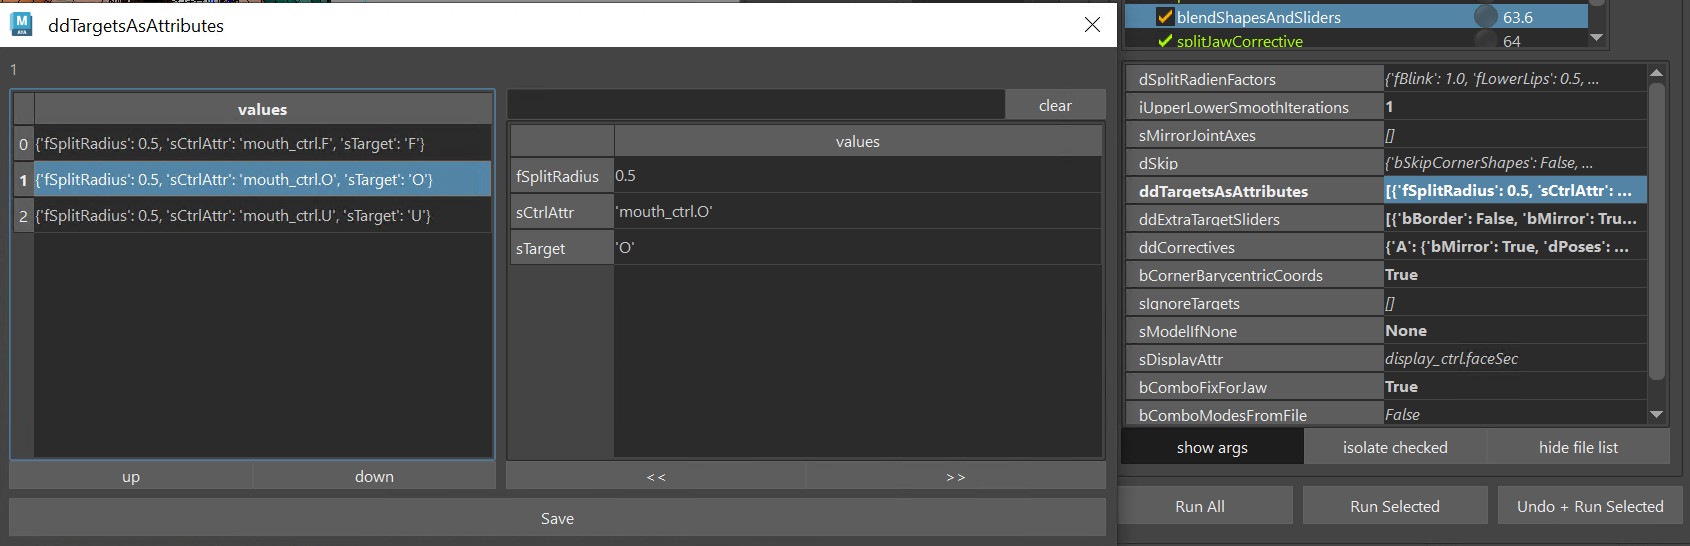 M
AYA
ddTargetsAsAttributes
1
values
0 {'fSplitRadius': 0.5, 'sCtrlAttr': 'mouth_ctrl.F', 'sTarget': 'F'}
1 {'fSplitRadius': 0.5, 'sCtrlAttr': 'mouth_ctrl.O', 'sTarget': 'O'}
2 {'fSplitRadius': 0.5, 'sCtrlAttr': 'mouth_ctrl.U', 'sTarget': 'U'}
up down
clear
values
fSplitRadius 0.5
sCtrlAttr 'mouth_ctrl.O'
sTarget 'O'
<< >>
Save
blendShapesAndSliders 63.6
splitJawCorrective 64
dSplitRadienFactors {'fBlink': 1.0, 'fLowerLips': 0.5, ...
iUpperLowerSmoothIterations 1
sMirrorJointAxes []
dSkip {'bSkipCornerShapes': False, ...
ddTargetsAsAttributes [{'fSplitRadius': 0.5, 'sCtrlAttr': ...
ddExtraTargetSliders [{'bBorder': False, 'bMirror': Tru...
ddCorrectives {'A': {'bMirror': True, 'dPoses': ...
bCornerBarycentricCoords True
sIgnoreTargets []
sModelIfNone None
sDisplayAttr display_ctrl.faceSec
bComboFixForJaw True
bComboModesFromFile False
show args isolate checked hide file list
Run All Run Selected Undo + Run Selected